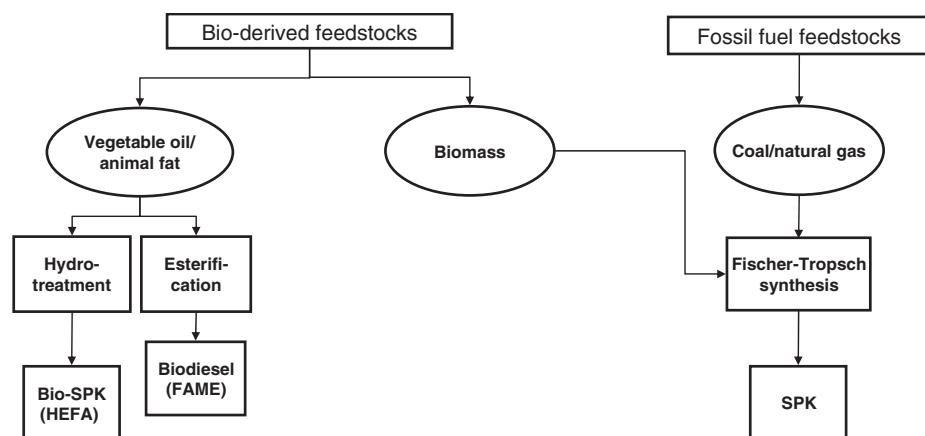 Bio-derived feedstocks
Fossil fuel feedstocks
Vegetable oil/
animal fat
Biomass
Coal/natural gas
Hydro-
treatment
Esterifi-
cation
Fischer-Tropsch
synthesis
Bio-SPK
(HEFA)
Biodiesel
(FAME)
SPK